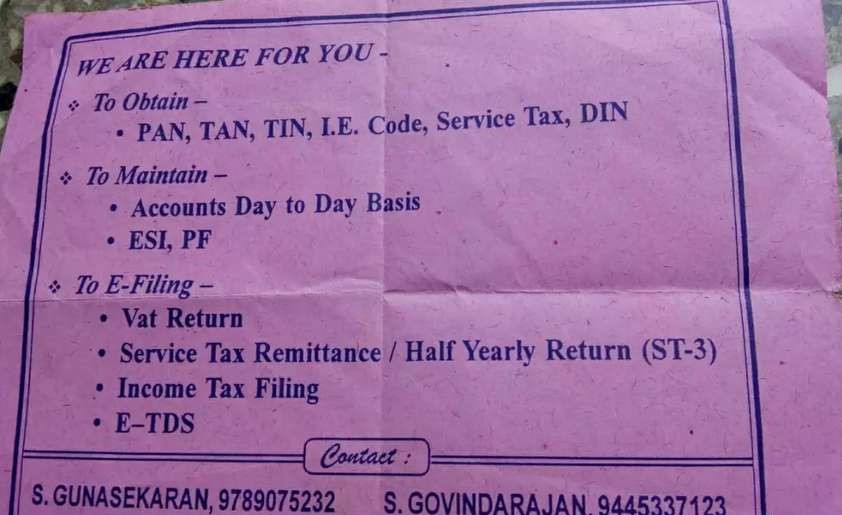 WE ARE HERE FOR YOU -
❖ To Obtain –
• PAN, TAN, TIN, I.E. Code, Service Tax, DIN
❖ To Maintain –
• Accounts Day to Day Basis
• ESI, PF
❖ To E-Filing –
• Vat Return
• Service Tax Remittance / Half Yearly Return (ST-3)
• Income Tax Filing
• E–TDS
Contact :
S. GUNASEKARAN, 9789075232 S. GOVINDARAJAN, 9445337123